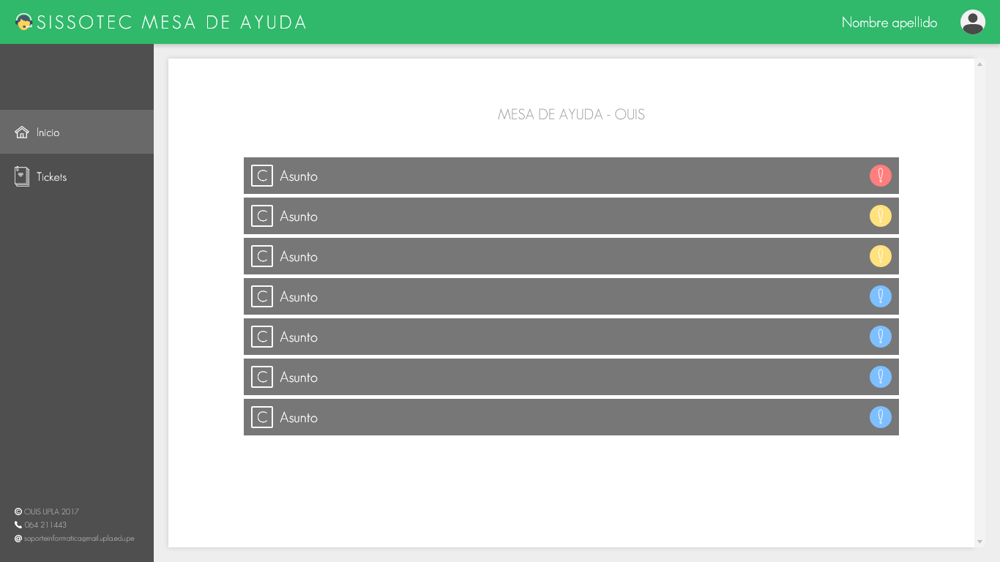 SISSOTEC MESA DE AYUDA
Nombre apellido
Inicio
Tickets
MESA DE AYUDA - OUIS
C Asunto !
C Asunto !
C Asunto !
C Asunto !
C Asunto !
C Asunto !
C Asunto !
© OUIS UPLA 2017
064 211443
@ soporteinformatica@mail.upla.edu.pe